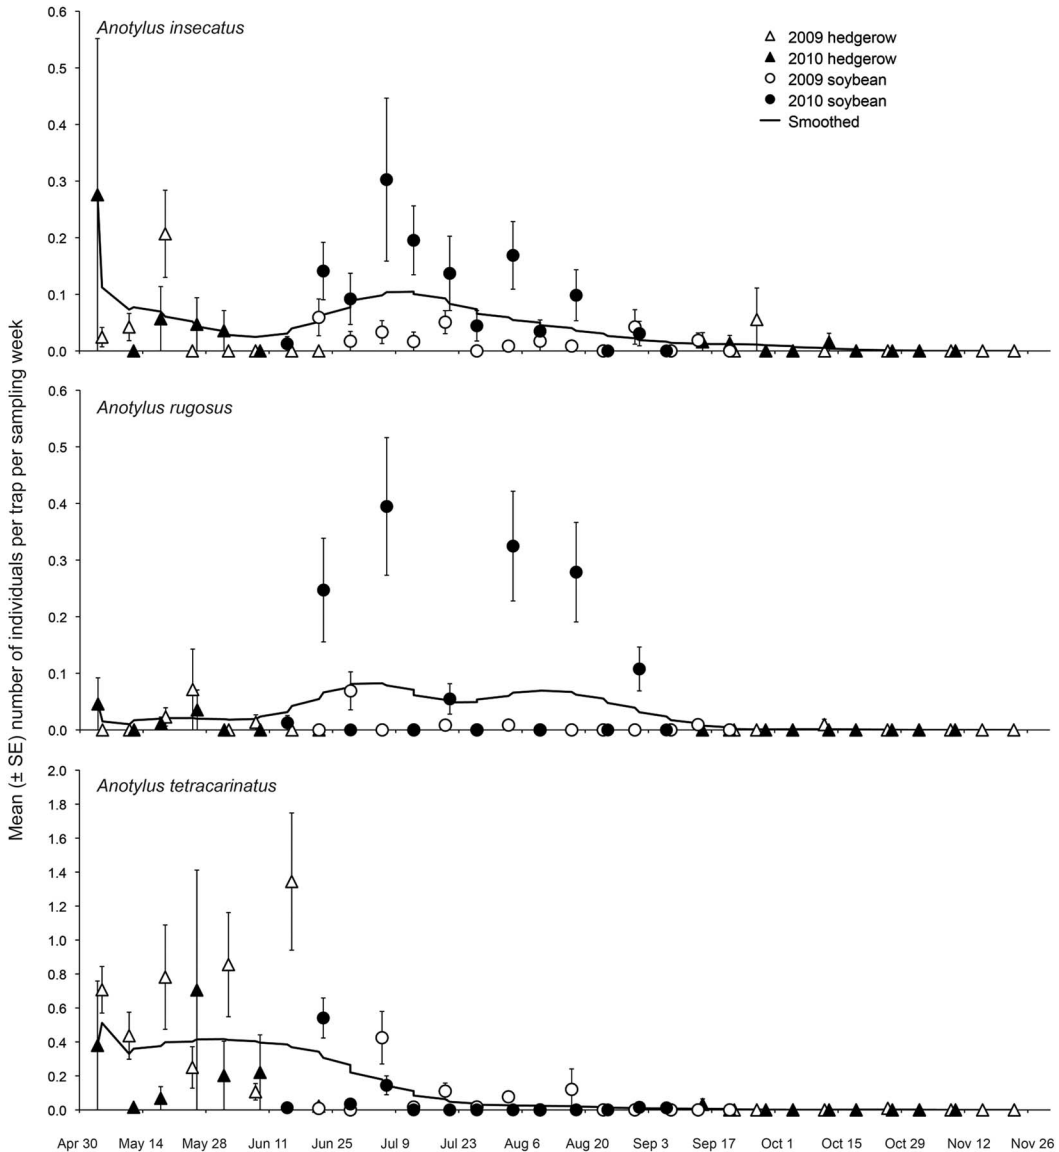 Mean (± SE) number of individuals per trap per sampling week
Anotylus insecatus
2009 hedgerow
2010 hedgerow
2009 soybean
2010 soybean
Smoothed
0.6
0.5
0.4
0.3
0.2
0.1
0.0
Anotylus rugosus
0.6
0.5
0.4
0.3
0.2
0.1
0.0
Anotylus tetracarinatus
2.0
1.8
1.6
1.4
1.2
1.0
0.8
0.6
0.4
0.2
0.0
Apr 30 May 14 May 28 Jun 11 Jun 25 Jul 9 Jul 23 Aug 6 Aug 20 Sep 3 Sep 17 Oct 1 Oct 15 Oct 29 Nov 12 Nov 26